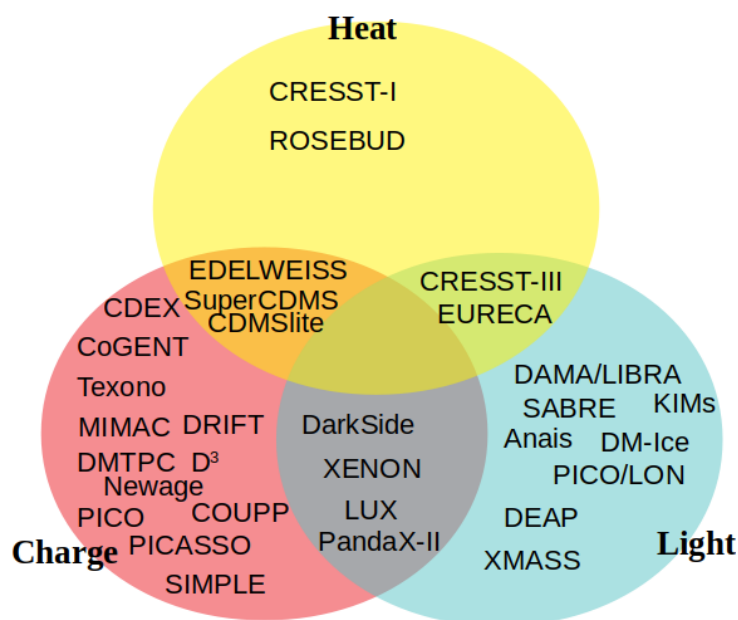 Heat
CRESST-I
ROSEBUD
EDELWEISS
SuperCDMS
CDMSlite
CRESST-III
EURECA
CDEX
CoGENT
Texono
MIMAC DRIFT
DMTPC D³
Newage
PICO COUPP
PICASSO
SIMPLE
Charge
DarkSide
XENON
LUX
PandaX-II
DAMA/LIBRA
SABRE KIMs
Anais DM-Ice
PICO/LON
DEAP
XMASS
Light